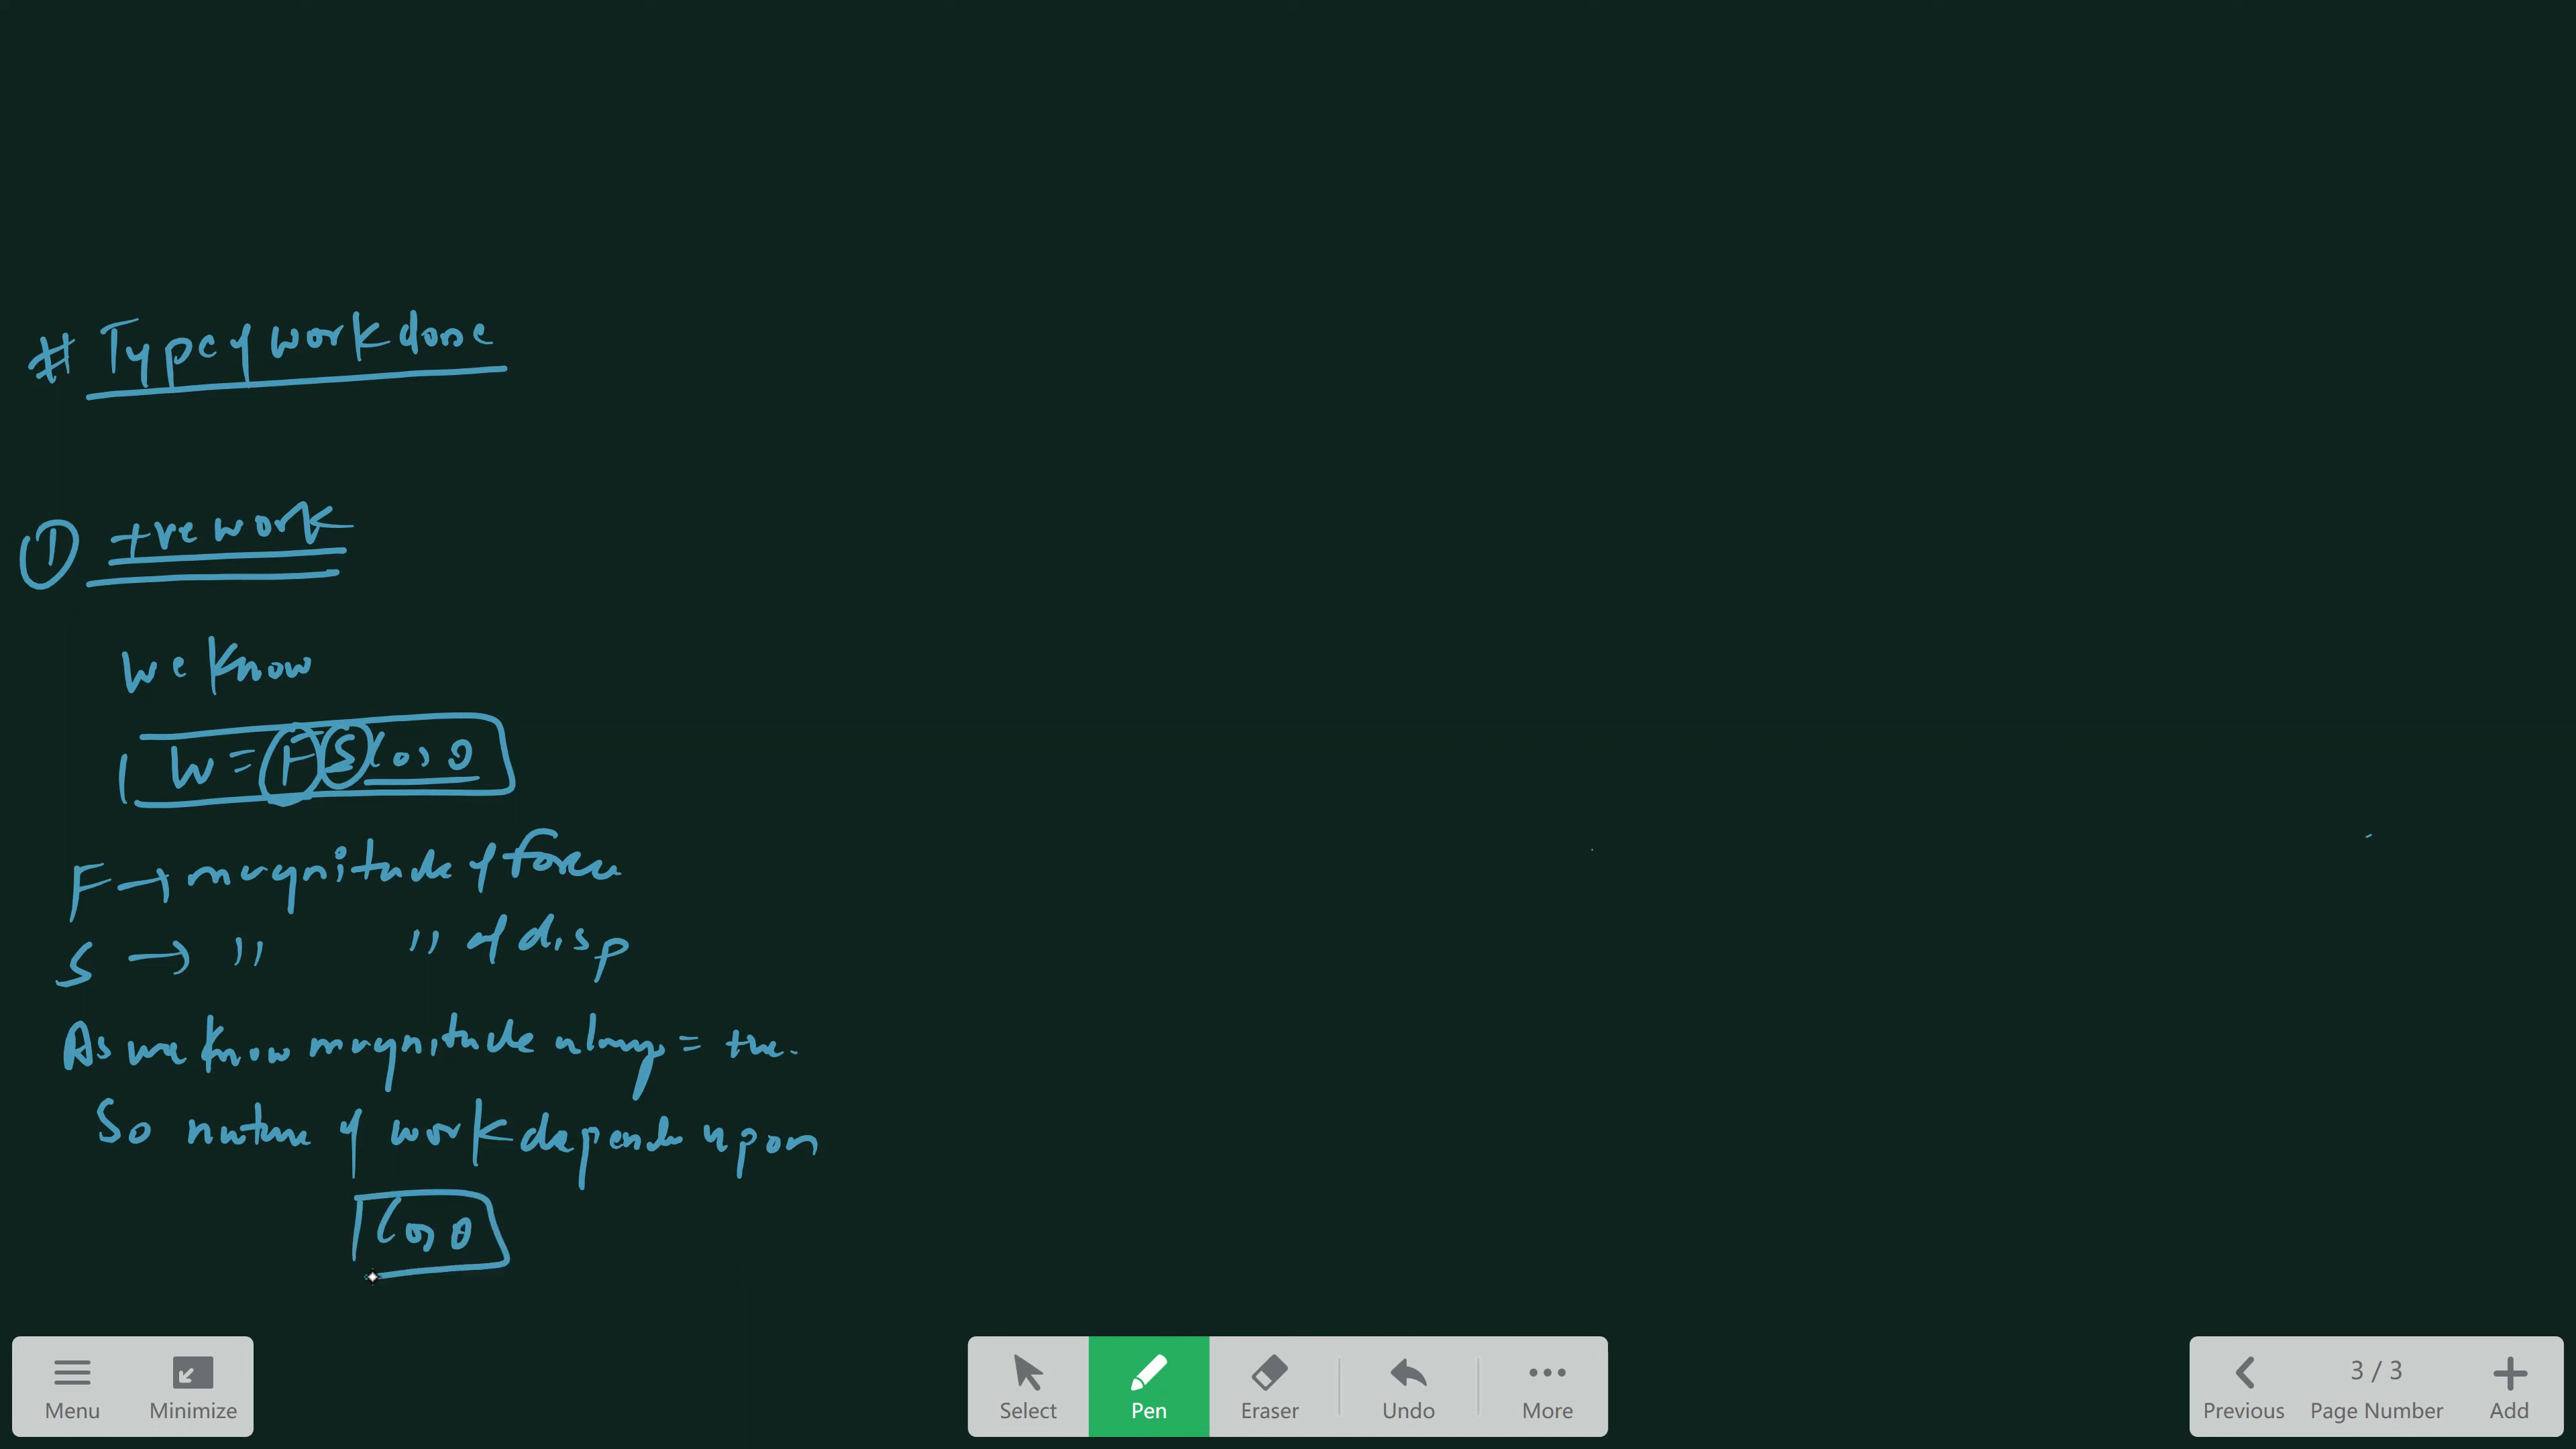 # Type of work done
① +ve work
We know
W = F S Cos θ
F → magnitude of force
S → " " of disp
As we know magnitude always = +ve.
So nature of work depends upon
Cos θ
Menu Minimize Select Pen Eraser Undo More Previous 3 / 3 Page Number Add